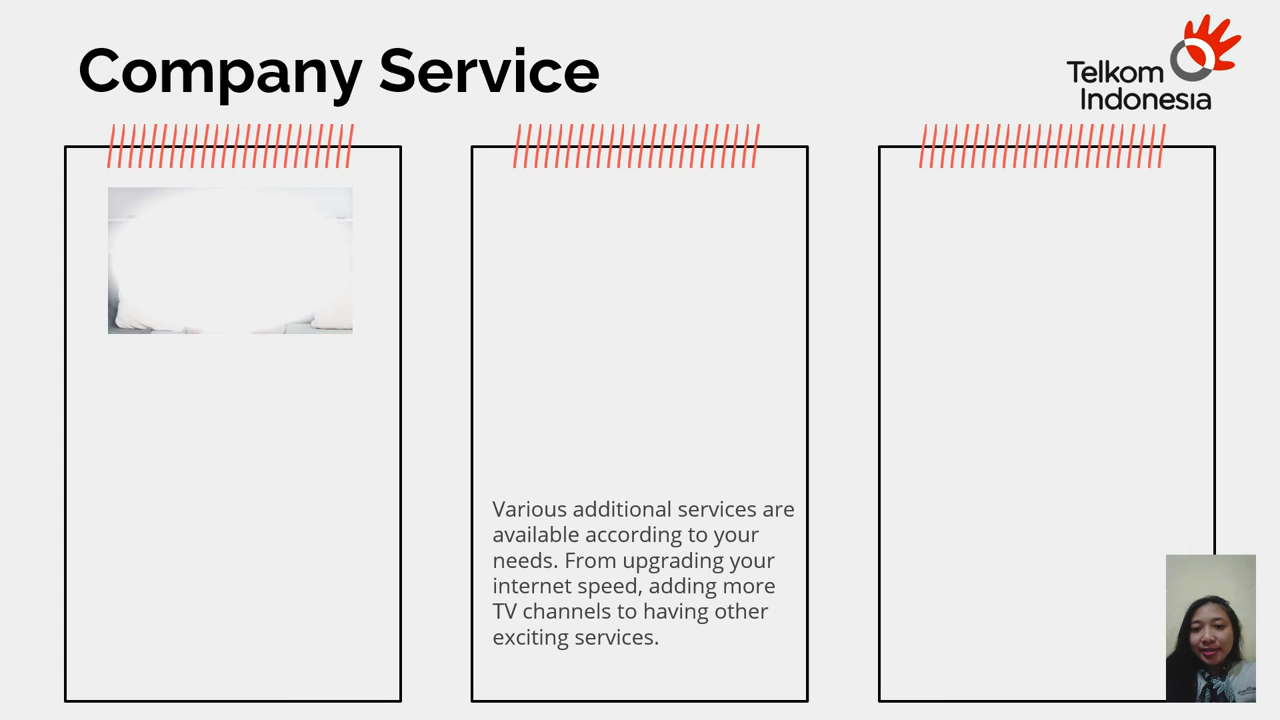 Company Service
Telkom
Indonesia
Various additional services are
available according to your
needs. From upgrading your
internet speed, adding more
TV channels to having other
exciting services.